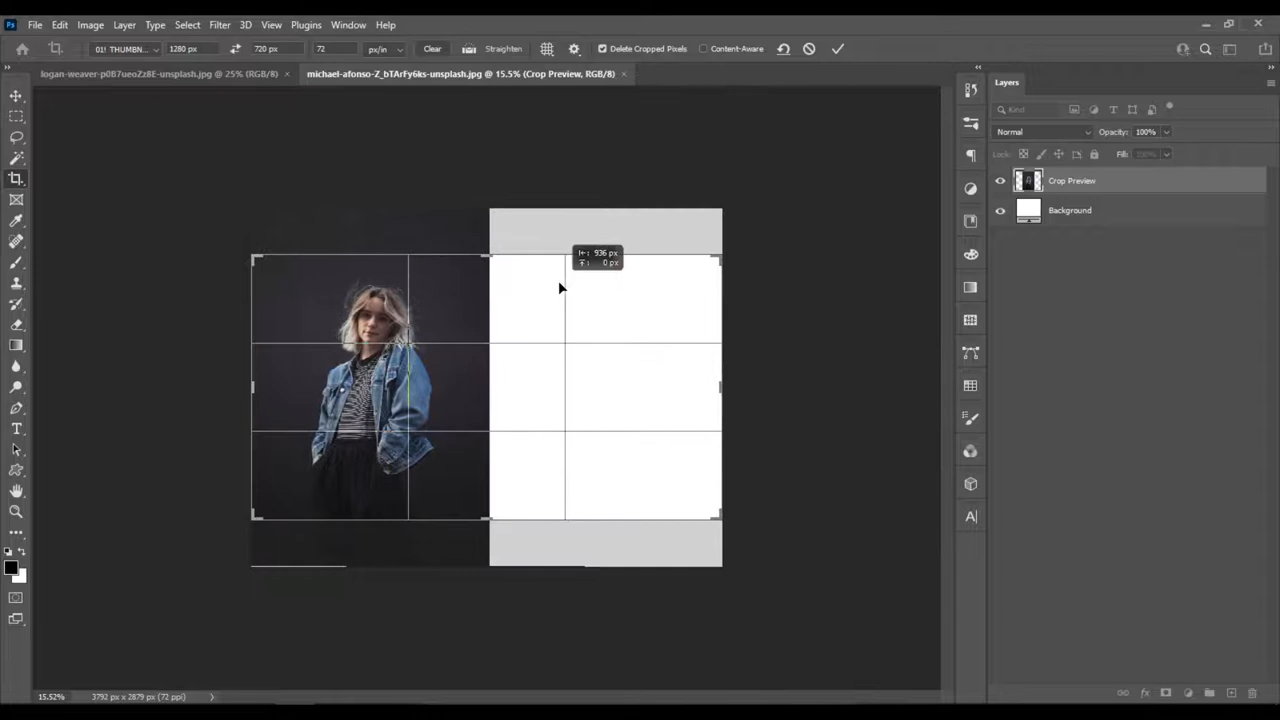 Ps File Edit Image Layer Type Select Filter 3D View Plugins Window Help
01! THUMBN... 1280 px 720 px 72 px/in Clear Straighten Delete Cropped Pixels Content-Aware
logan-weaver-p0B7ueoZz8E-unsplash.jpg @ 25% (RGB/8) × michael-afonso-Z_bTArFy6ks-unsplash.jpg @ 15.5% (Crop Preview, RGB/8) ×
Layers
Kind
Normal Opacity: 100%
Lock: Fill: 100%
Crop Preview
Background
936 px
0 px
15.52% 3792 px x 2879 px (72 ppi)